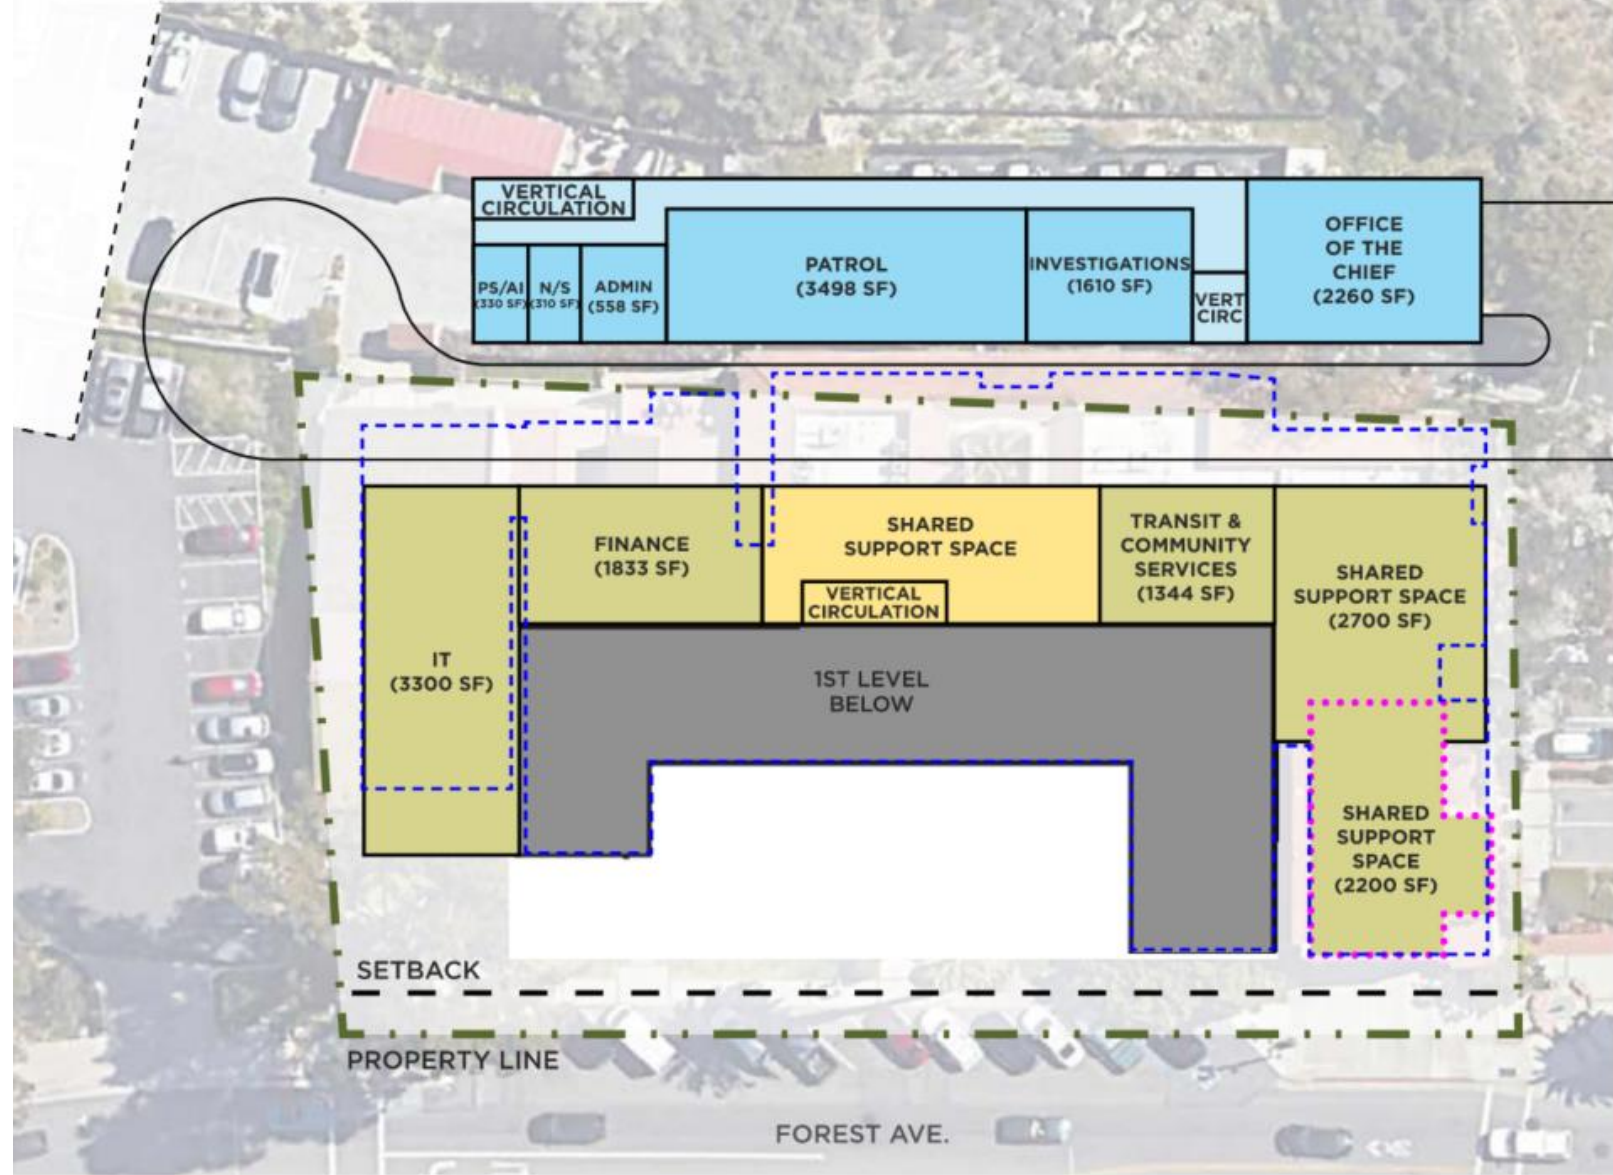 VERTICAL
CIRCULATION
PS/AI
(330 SF)
N/S
(310 SF)
ADMIN
(558 SF)
PATROL
(3498 SF)
INVESTIGATIONS
(1610 SF)
VERT
CIRC
OFFICE
OF THE
CHIEF
(2260 SF)
IT
(3300 SF)
FINANCE
(1833 SF)
SHARED
SUPPORT SPACE
VERTICAL
CIRCULATION
TRANSIT &
COMMUNITY
SERVICES
(1344 SF)
SHARED
SUPPORT SPACE
(2700 SF)
1ST LEVEL
BELOW
SHARED
SUPPORT
SPACE
(2200 SF)
SETBACK
PROPERTY LINE
FOREST AVE.